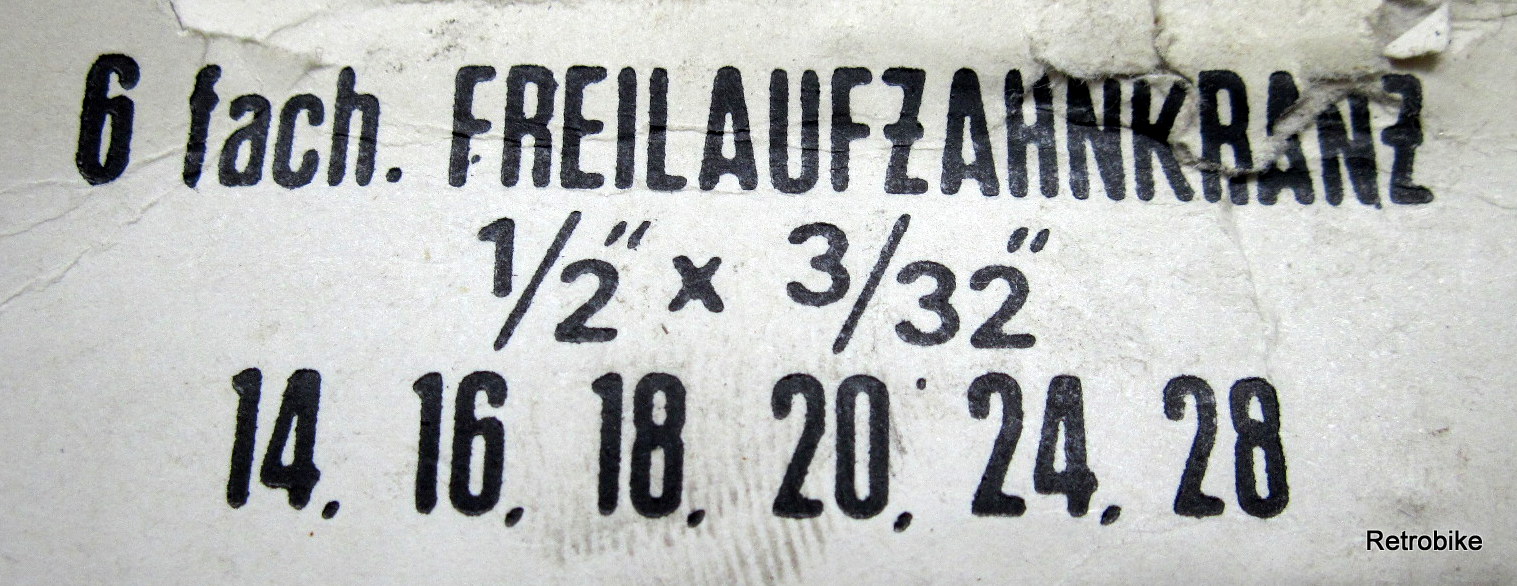 6 fach. FREILAUFZAHNKRANZ
1/2" x 3/32"
14, 16, 18, 20, 24, 28
Retrobike